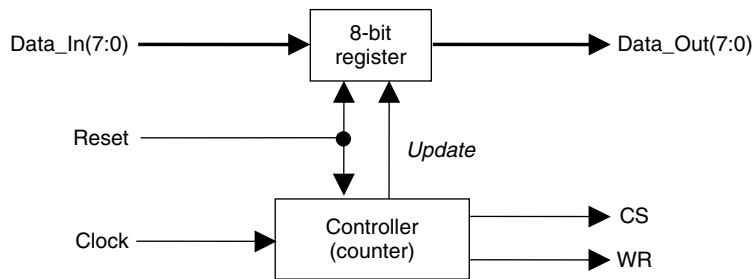 Data_In(7:0)
8-bit
register
Data_Out(7:0)
Reset
Update
Clock
Controller
(counter)
CS
WR